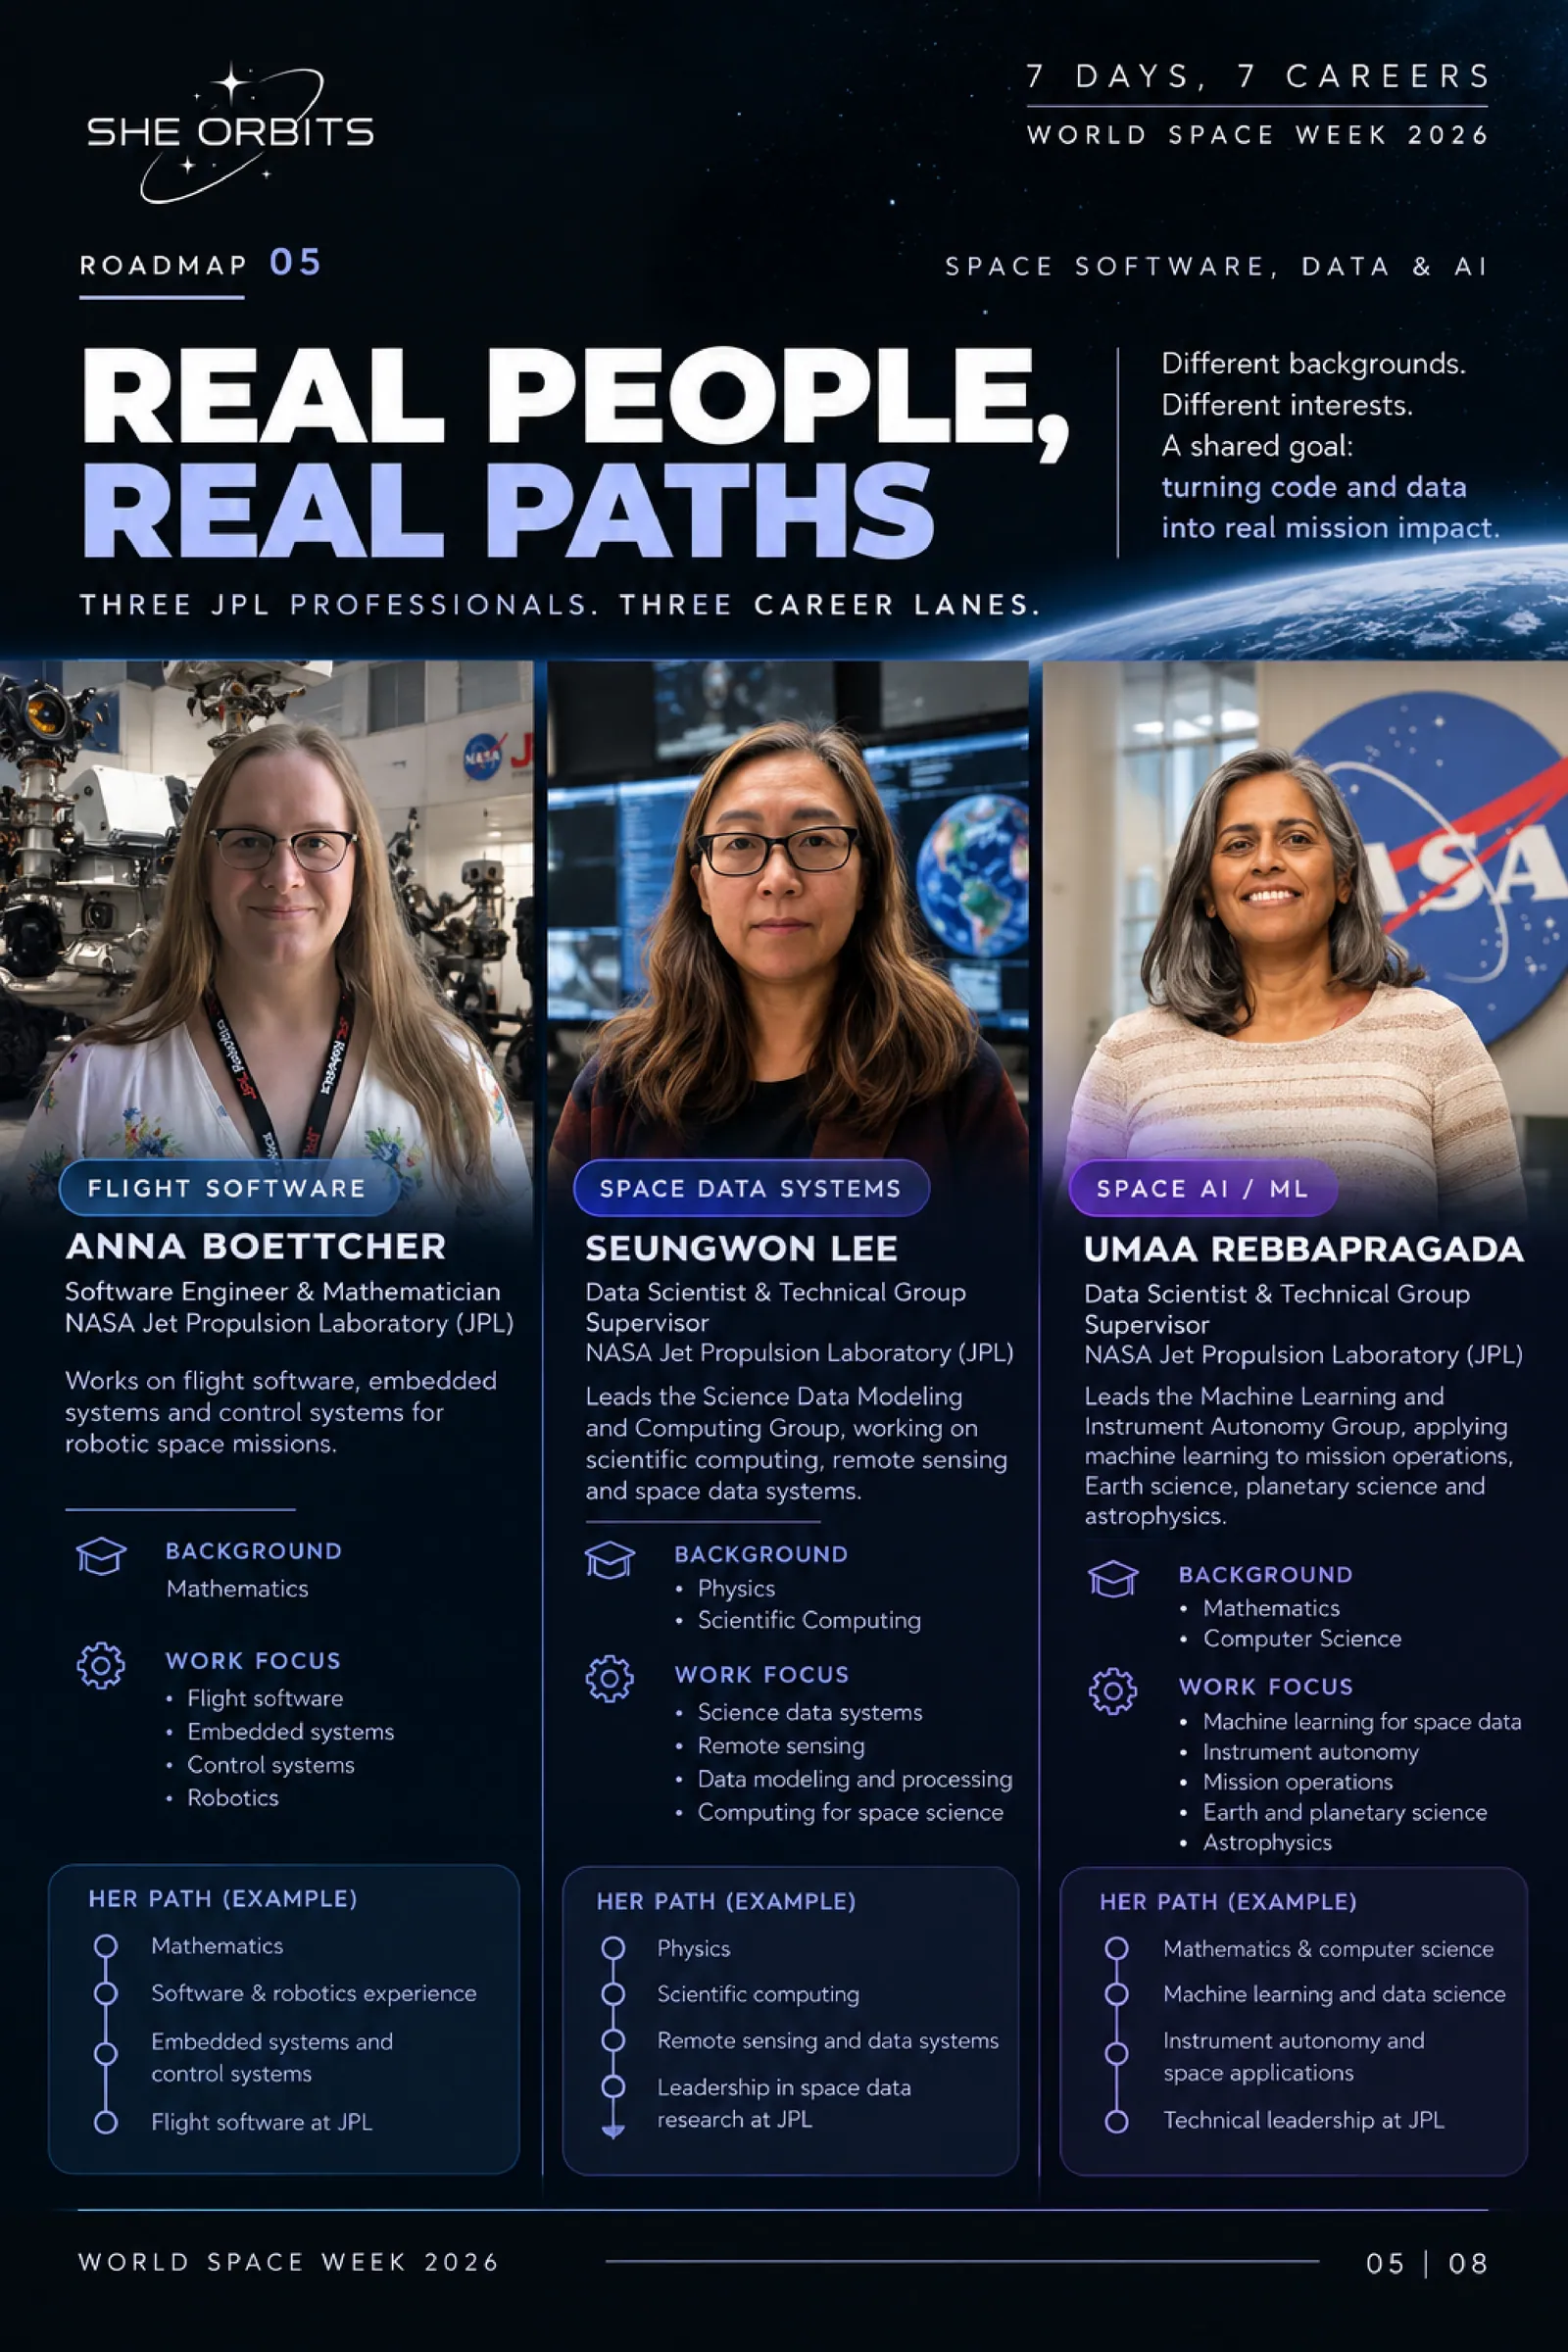 SHE ORBITS
7 DAYS, 7 CAREERS
WORLD SPACE WEEK 2026
ROADMAP 05
SPACE SOFTWARE, DATA & AI
REAL PEOPLE,
REAL PATHS
THREE JPL PROFESSIONALS. THREE CAREER LANES.
Different backgrounds.
Different interests.
A shared goal:
turning code and data
into real mission impact.
NASA
NASA
FLIGHT SOFTWARE
ANNA BOETTCHER
Software Engineer & Mathematician
NASA Jet Propulsion Laboratory (JPL)
Works on flight software, embedded
systems and control systems for
robotic space missions.
BACKGROUND
Mathematics
WORK FOCUS
• Flight software
• Embedded systems
• Control systems
• Robotics
HER PATH (EXAMPLE)
Mathematics
Software & robotics experience
Embedded systems and
control systems
Flight software at JPL
SPACE DATA SYSTEMS
SEUNGWON LEE
Data Scientist & Technical Group
Supervisor
NASA Jet Propulsion Laboratory (JPL)
Leads the Science Data Modeling
and Computing Group, working on
scientific computing, remote sensing
and space data systems.
BACKGROUND
• Physics
• Scientific Computing
WORK FOCUS
• Science data systems
• Remote sensing
• Data modeling and processing
• Computing for space science
HER PATH (EXAMPLE)
Physics
Scientific computing
Remote sensing and data systems
Leadership in space data
research at JPL
SPACE AI / ML
UMAA REBBAPRAGADA
Data Scientist & Technical Group
Supervisor
NASA Jet Propulsion Laboratory (JPL)
Leads the Machine Learning and
Instrument Autonomy Group, applying
machine learning to mission operations,
Earth science, planetary science and
astrophysics.
BACKGROUND
• Mathematics
• Computer Science
WORK FOCUS
• Machine learning for space data
• Instrument autonomy
• Mission operations
• Earth and planetary science
• Astrophysics
HER PATH (EXAMPLE)
Mathematics & computer science
Machine learning and data science
Instrument autonomy and
space applications
Technical leadership at JPL
WORLD SPACE WEEK 2026
05 | 08